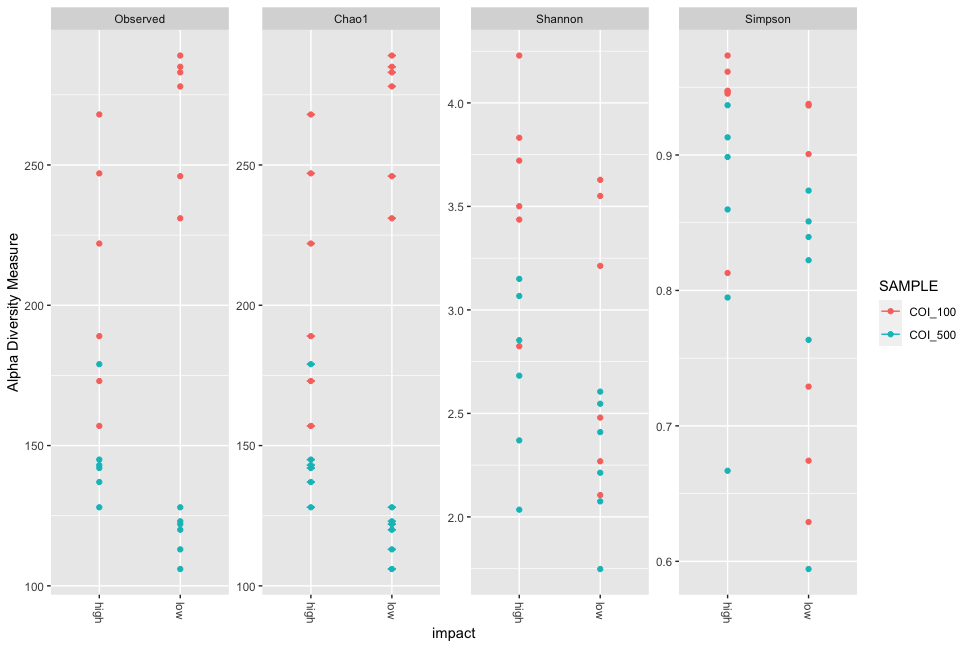 Observed
Chao1
Shannon
Simpson
Alpha Diversity Measure
250
200
150
100
250
200
150
100
4.0
3.5
3.0
2.5
2.0
0.9
0.8
0.7
0.6
high
low
high
low
high
low
high
low
impact
SAMPLE
COI_100
COI_500